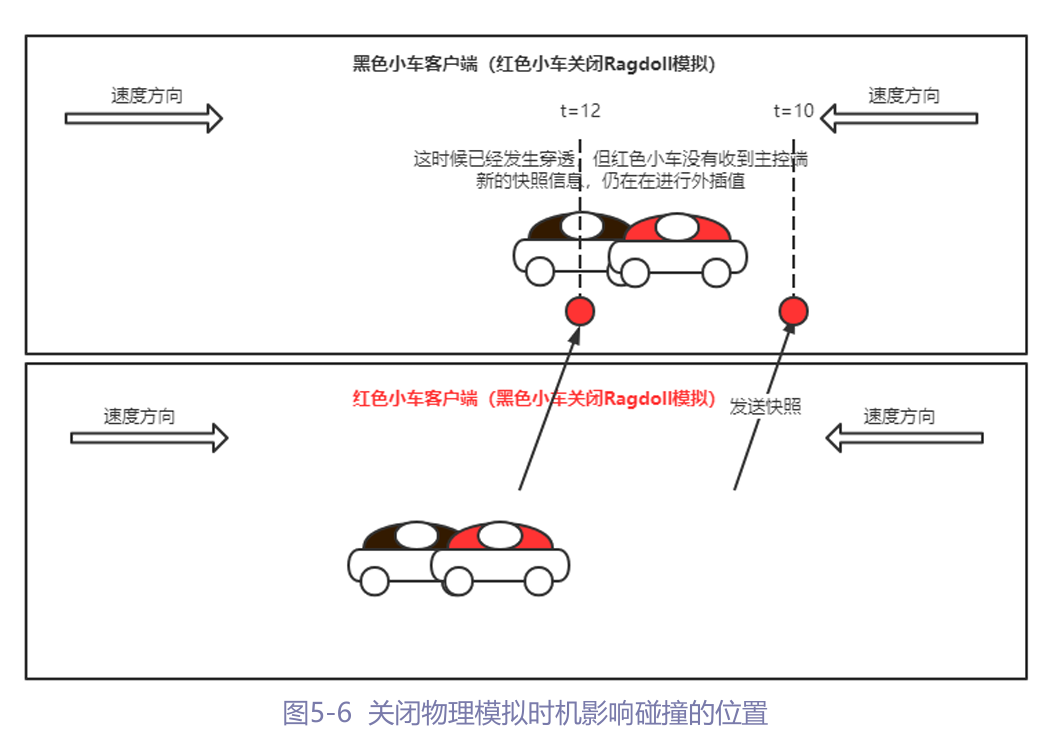 黑色小车客户端（红色小车关闭Ragdoll模拟）
速度方向
速度方向
t=12
t=10
这时候已经发生穿透，但红色小车没有收到主控端
新的快照信息，仍在在进行外插值
红色小车客户端（黑色小车关闭Ragdoll模拟）
速度方向
发送快照
速度方向
图5-6 关闭物理模拟时机影响碰撞的位置